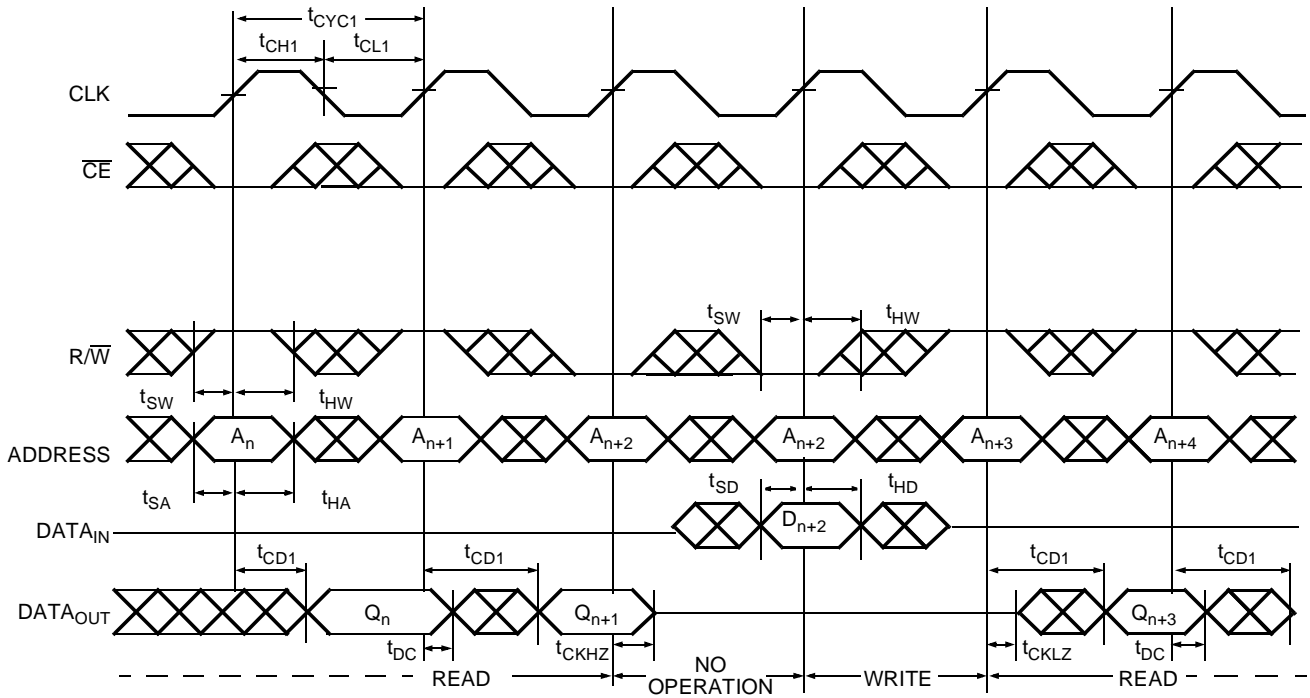 tCYC1
tCH1 tCL1
CLK
CE
tSW tHW
R/W
tSW tHW
An An+1 An+2 An+2 An+3 An+4
ADDRESS
tSA tHA tSD tHD
DATAIN Dn+2
tCD1 tCD1 tCD1 tCD1
DATAOUT Qn Qn+1 Qn+3
tDC tCKHZ tCKLZ tDC
READ NO OPERATION WRITE READ